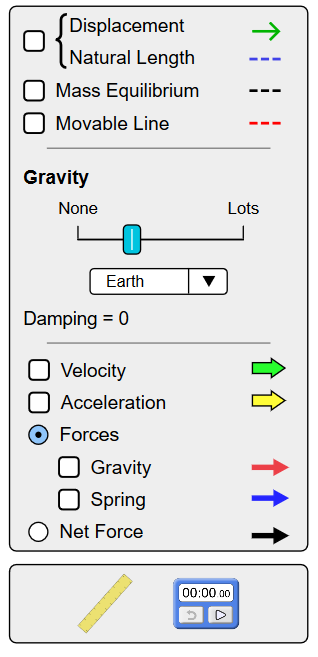 Displacement
Natural Length
Mass Equilibrium
Movable Line
Gravity
None Lots
Earth
Damping = 0
Velocity
Acceleration
Forces
Gravity
Spring
Net Force
00:00.00